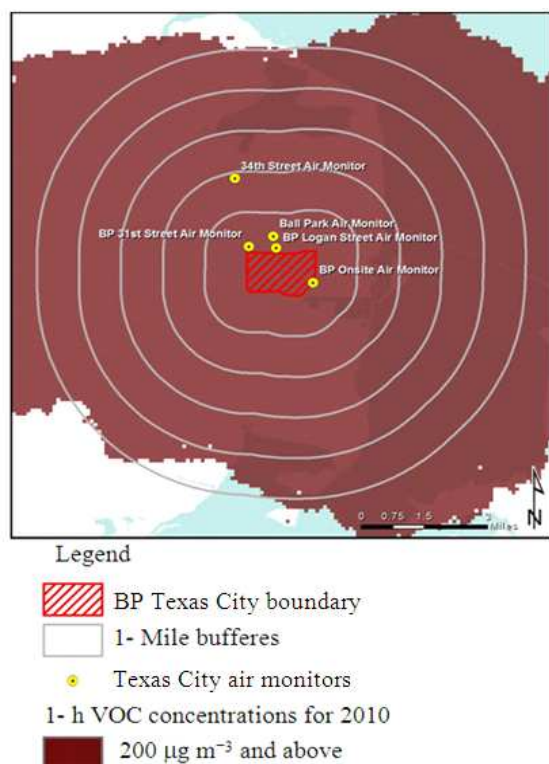 34th Street Air Monitor
Ball Park Air Monitor
BP 31st Street Air Monitor
BP Logan Street Air Monitor
BP Onsite Air Monitor
N
0 0.75 1.5 3
Miles
Legend
BP Texas City boundary
1- Mile bufferes
Texas City air monitors
1- h VOC concentrations for 2010
200 μg m⁻³ and above